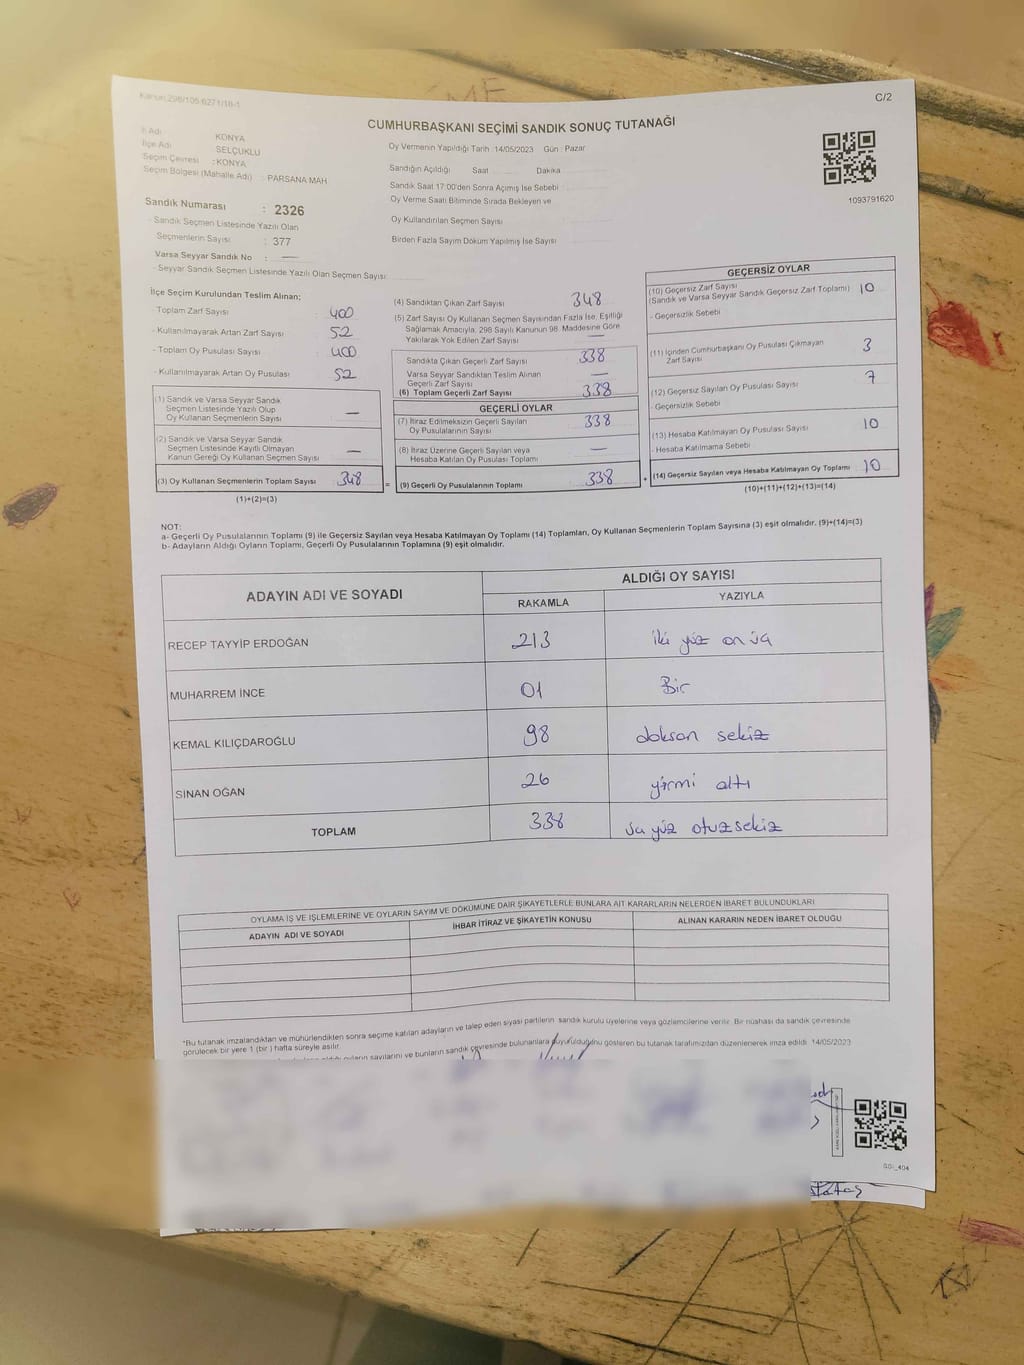 Kanun,298/105,6271/18-1
C/2
CUMHURBAŞKANI SEÇİMİ SANDIK SONUÇ TUTANAĞI
İl Adı : KONYA
İlçe Adı : SELÇUKLU
Seçim Çevresi : KONYA
Seçim Bölgesi (Mahalle Adı) : PARSANA MAH
Sandık Numarası : 2326
- Sandık Seçmen Listesinde Yazılı Olan
Seçmenlerin Sayısı : 377
Varsa Seyyar Sandık No : —
- Seyyar Sandık Seçmen Listesinde Yazılı Olan Seçmen Sayısı:
Oy Vermenin Yapıldığı Tarih :14/05/2023 Gün : Pazar
Sandığın Açıldığı Saat Dakika
Sandık Saat 17:00'den Sonra Açımış İse Sebebi
Oy Verme Saati Bitiminde Sırada Bekleyen ve
Oy Kullandırılan Seçmen Sayısı
Birden Fazla Sayım Döküm Yapılmış İse Sayısı
1093791620
İlçe Seçim Kurulundan Teslim Alınan;
- Toplam Zarf Sayısı : 400
- Kullanılmayarak Artan Zarf Sayısı : 52
- Toplam Oy Pusulası Sayısı : 400
- Kullanılmayarak Artan Oy Pusulası : 52
(1) Sandık ve Varsa Seyyar Sandık
Seçmen Listesinde Yazılı Olup
Oy Kullanan Seçmenlerin Sayısı —
(2) Sandık ve Varsa Seyyar Sandık
Seçmen Listesinde Kayıtlı Olmayan
Kanun Gereği Oy Kullanan Seçmen Sayısı —
(3) Oy Kullanan Seçmenlerin Toplam Sayısı 348 =
(1)+(2)=(3)
(4) Sandıktan Çıkan Zarf Sayısı 348
(5) Zarf Sayısı Oy Kullanan Seçmen Sayısından Fazla İse, Eşitliği
Sağlamak Amacıyla, 298 Sayılı Kanunun 98. Maddesine Göre
Yakılarak Yok Edilen Zarf Sayısı —
Sandıkta Çıkan Geçerli Zarf Sayısı 338
Varsa Seyyar Sandıktan Teslim Alınan
Geçerli Zarf Sayısı —
(6) Toplam Geçerli Zarf Sayısı 338
GEÇERLİ OYLAR
(7) İtiraz Edilmeksizin Geçerli Sayılan
Oy Pusulalarının Sayısı 338
(8) İtiraz Üzerine Geçerli Sayılan veya
Hesaba Katılan Oy Pusulası Toplamı —
(9) Geçerli Oy Pusulalarının Toplamı 338 +
GEÇERSİZ OYLAR
(10) Geçersiz Zarf Sayısı
(Sandık ve Varsa Seyyar Sandık Geçersiz Zarf Toplamı) 10
- Geçersizlik Sebebi
(11) İçinden Cumhurbaşkanı Oy Pusulası Çıkmayan
Zarf Sayısı 3
(12) Geçersiz Sayılan Oy Pusulası Sayısı 7
- Geçersizlik Sebebi
(13) Hesaba Katılmayan Oy Pusulası Sayısı 10
- Hesaba Katılmama Sebebi
(14) Geçersiz Sayılan veya Hesaba Katılmayan Oy Toplamı 10
(10)+(11)+(12)+(13)=(14)
NOT:
a- Geçerli Oy Pusulalarının Toplamı (9) ile Geçersiz Sayılan veya Hesaba Katılmayan Oy Toplamı (14) Toplamları, Oy Kullanan Seçmenlerin Toplam Sayısına (3) eşit olmalıdır. (9)+(14)=(3)
b- Adayların Aldığı Oyların Toplamı, Geçerli Oy Pusulalarının Toplamına (9) eşit olmalıdır.
ADAYIN ADI VE SOYADI ALDIĞI OY SAYISI
RAKAMLA YAZIYLA
RECEP TAYYİP ERDOĞAN 213 iki yüz on üç
MUHARREM İNCE 01 Bir
KEMAL KILIÇDAROĞLU 98 doksan sekiz
SİNAN OĞAN 26 yirmi altı
TOPLAM 338 üç yüz otuzsekiz
OYLAMA İŞ VE İŞLEMLERİNE VE OYLARIN SAYIM VE DÖKÜMÜNE DAİR ŞİKAYETLERLE BUNLARA AİT KARARLARIN NELERDEN İBARET BULUNDUKLARI
ADAYIN ADI VE SOYADI İHBAR İTİRAZ VE ŞİKAYETİN KONUSU ALINAN KARARIN NEDEN İBARET OLDUĞU
*Bu tutanak imzalandıktan ve mühürlendikten sonra seçime katılan adayların ve talep eden siyasi partilerin sandık kurulu üyelerine veya gözlemcilerine verilir. Bir nüshası da sandık çevresinde
görülecek bir yere 1 (bir ) hafta süreyle asılır.
oyların sayılarını ve bunların sandık çevresinde bulunanlara duyurulduğunu gösteren bu tutanak tarafımızdan düzenlenerek imza edildi. 14/05/2023